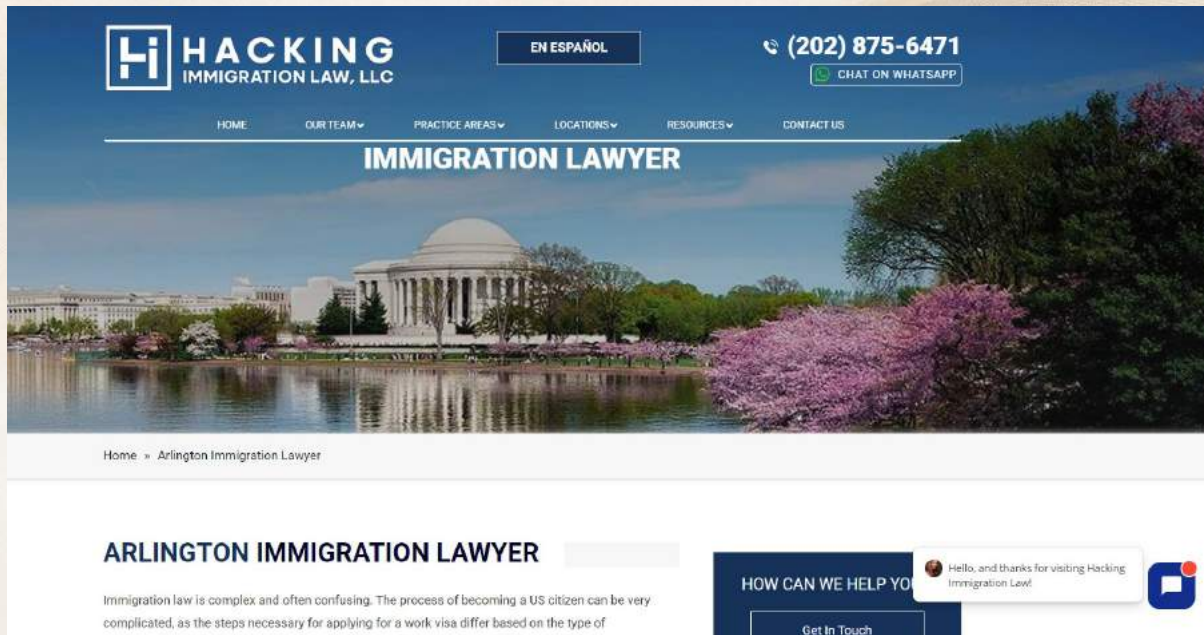 Hi HACKING
IMMIGRATION LAW, LLC
EN ESPAÑOL
(202) 875-6471
CHAT ON WHATSAPP
HOME OUR TEAM PRACTICE AREAS LOCATIONS RESOURCES CONTACT US
IMMIGRATION LAWYER
Home » Arlington Immigration Lawyer
ARLINGTON IMMIGRATION LAWYER
Immigration law is complex and often confusing. The process of becoming a US citizen can be very
complicated, as the steps necessary for applying for a work visa differ based on the type of
HOW CAN WE HELP YO
Get In Touch
Hello, and thanks for visiting Hacking
Immigration Law!